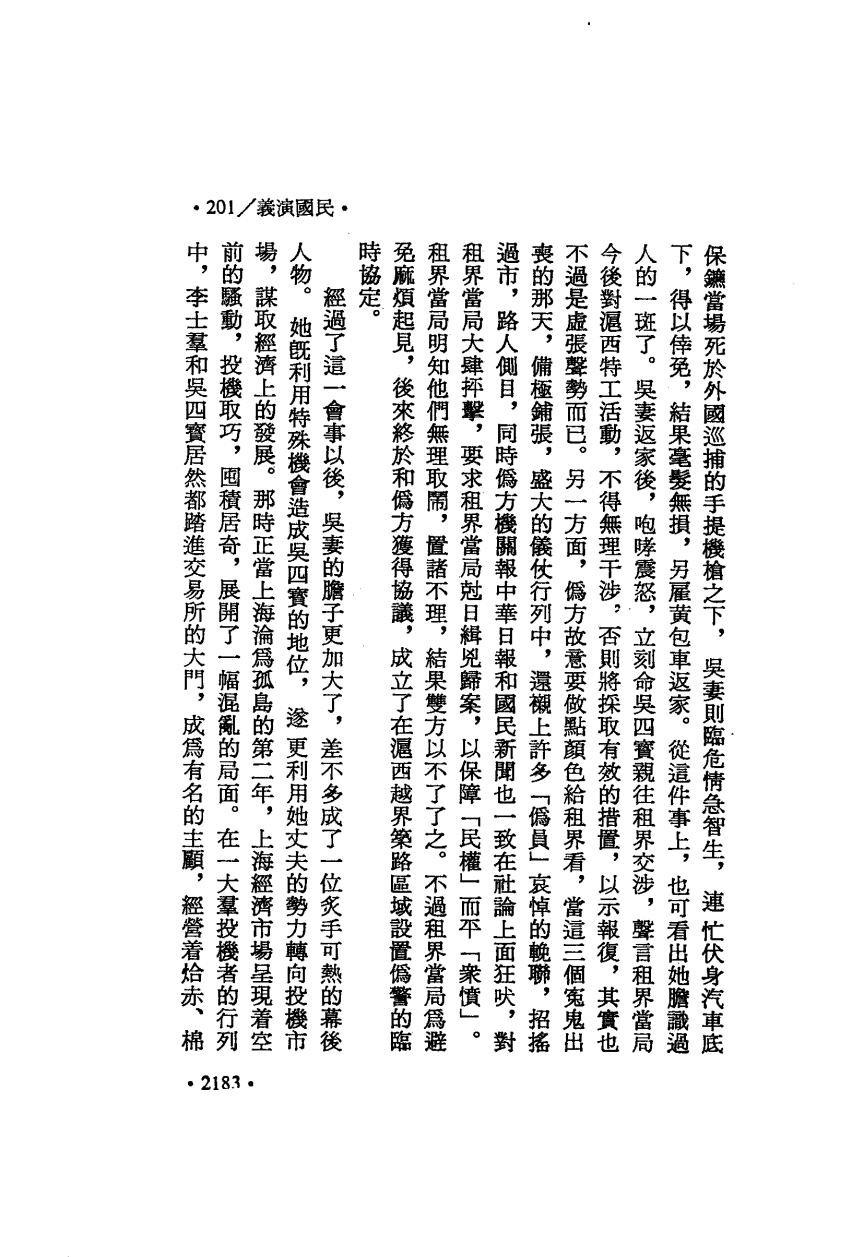 •201／義演國民•
保鑣當場死於外國巡捕的手提機槍之下，吳妻則臨危情急智生，連忙伏身汽車底
下，得以倖免，結果毫髮無損，另雇黃包車返家。從這件事上，也可看出她膽識過
人的一斑了。吳妻返家後，咆哮震怒，立刻命吳四寶親往租界交涉，聲言租界當局
今後對滬西特工活動，不得無理干涉，否則將採取有效的措置，以示報復，其實也
不過是虛張聲勢而已。另一方面，僞方故意要做點顏色給租界看，當這三個寃鬼出
喪的那天，備極鋪張，盛大的儀仗行列中，還襯上許多「僞員」哀悼的輓聯，招搖
過市，路人側目，同時僞方機關報中華日報和國民新聞也一致在社論上面狂吠，對
租界當局大肆抨擊，要求租界當局尅日緝兇歸案，以保障「民權」而平「衆憤」。
租界當局明知他們無理取鬧，置諸不理，結果雙方以不了了之。不過租界當局爲避
免麻煩起見，後來終於和僞方獲得協議，成立了在滬西越界築路區域設置僞警的臨
時協定。
經過了這一會事以後，吳妻的膽子更加大了，差不多成了一位炙手可熱的幕後
人物。她旣利用特殊機會造成吳四寶的地位，遂更利用她丈夫的勢力轉向投機市
場，謀取經濟上的發展。那時正當上海淪爲孤島的第二年，上海經濟市場呈現着空
前的騷動，投機取巧，囤積居奇，展開了一幅混亂的局面。在一大羣投機者的行列
中，李士羣和吳四寶居然都踏進交易所的大門，成爲有名的主顧，經營着烚赤、棉
•2183•